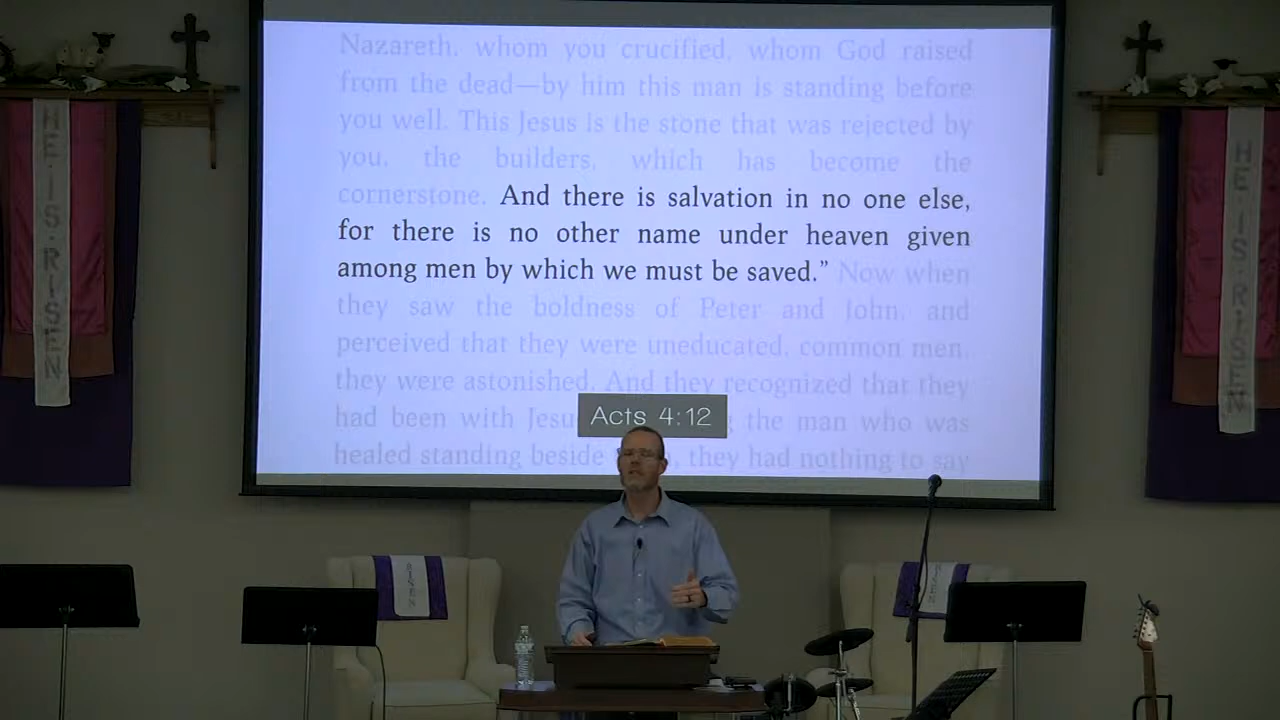 Nazareth, whom you crucified, whom God raised
from the dead—by him this man is standing before
you well. This Jesus is the stone that was rejected by
you, the builders, which has become the
cornerstone. And there is salvation in no one else,
for there is no other name under heaven given
among men by which we must be saved.” Now when
they saw the boldness of Peter and John, and
perceived that they were uneducated, common men,
they were astonished. And they recognized that they
had been with Jesu the man who was
healed standing beside they had nothing to say
Acts 4:12
HE·IS·RISEN
HE·IS·RISEN